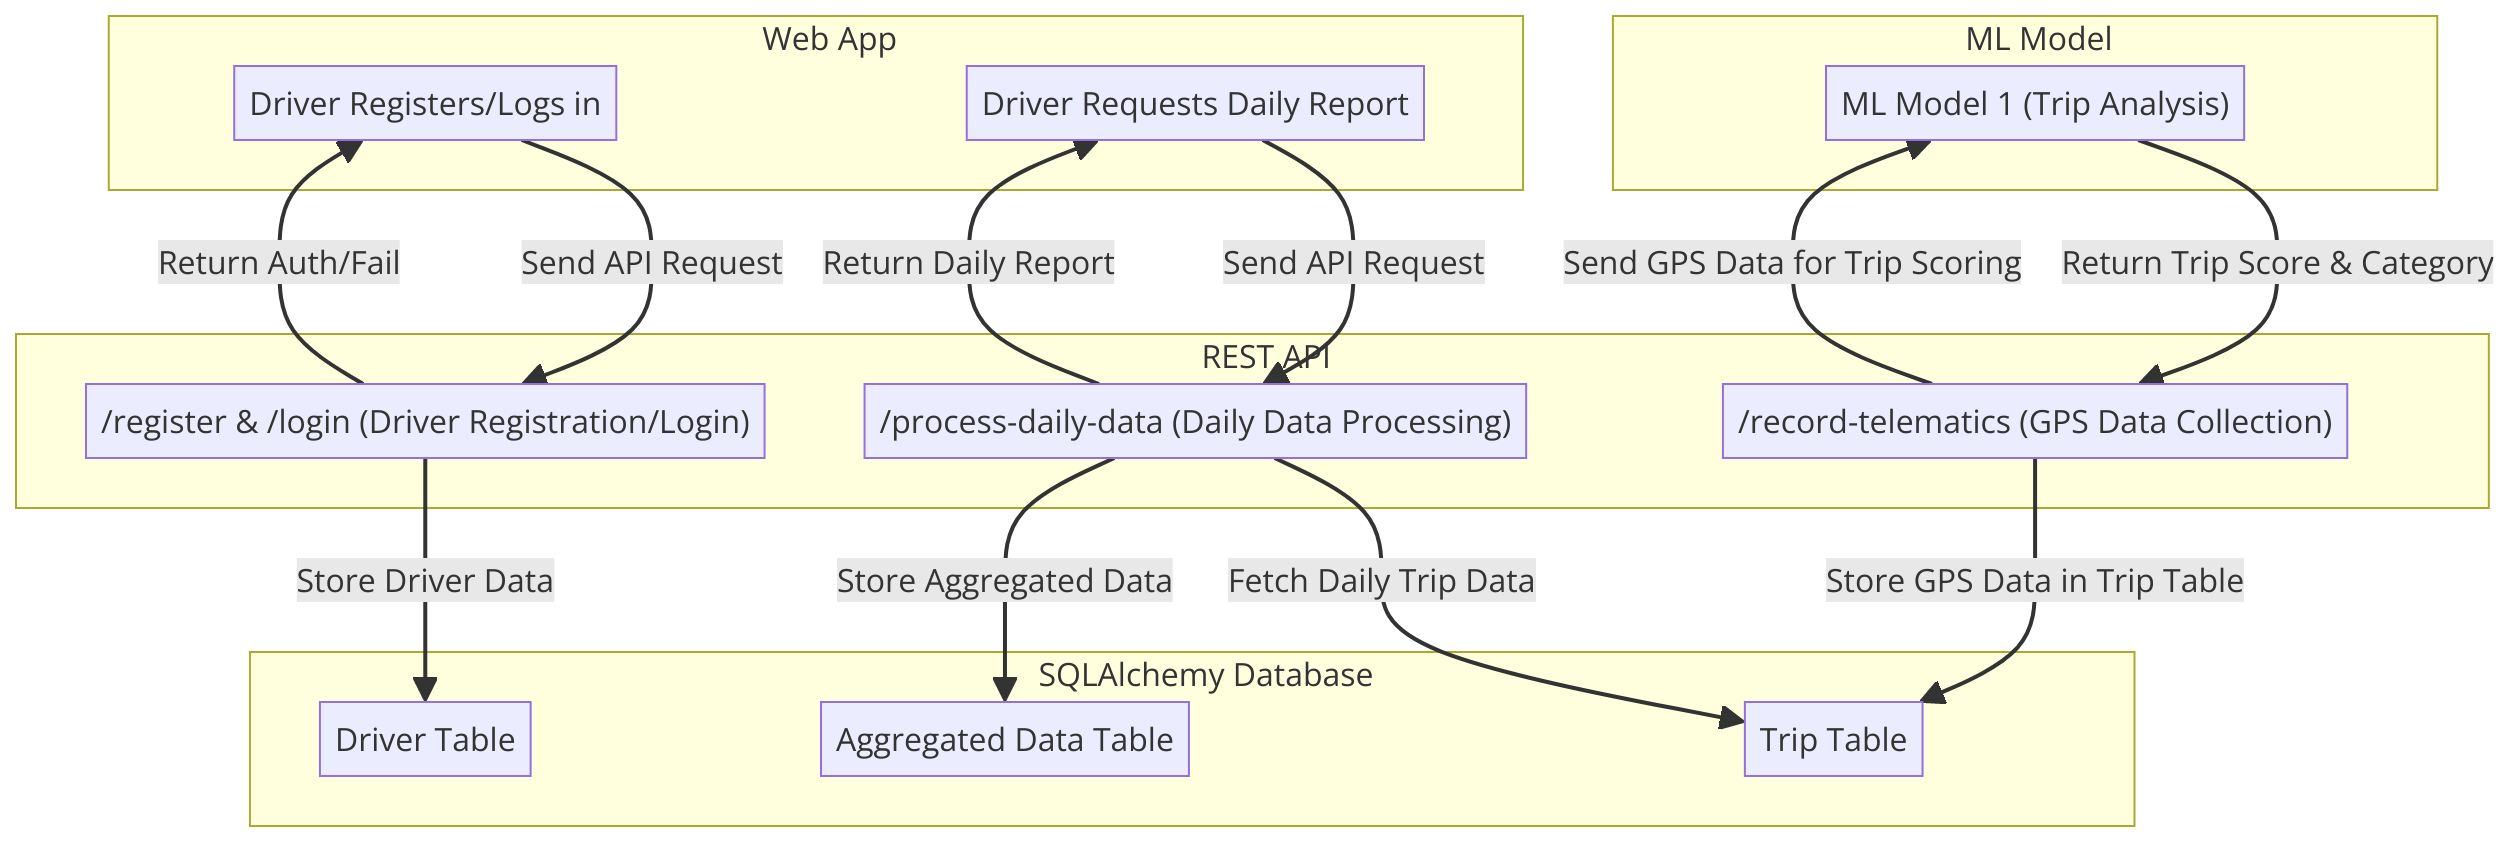 Web App
ML Model
Driver Registers/Logs in
Driver Requests Daily Report
ML Model 1 (Trip Analysis)
Return Auth/Fail
Send API Request
Return Daily Report
Send API Request
Send GPS Data for Trip Scoring
Return Trip Score & Category
REST API
/register & /login (Driver Registration/Login)
/process-daily-data (Daily Data Processing)
/record-telematics (GPS Data Collection)
Store Driver Data
Store Aggregated Data
Fetch Daily Trip Data
Store GPS Data in Trip Table
SQLAlchemy Database
Driver Table
Aggregated Data Table
Trip Table